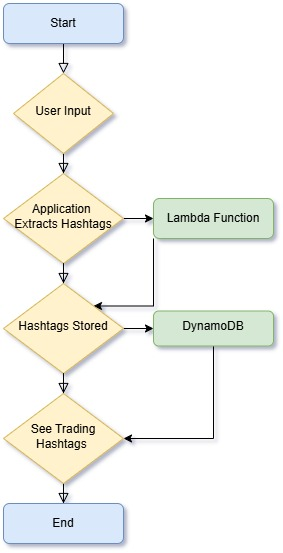 Start
User Input
Application
Extracts Hashtags
Lambda Function
Hashtags Stored
DynamoDB
See Trading
Hashtags
End